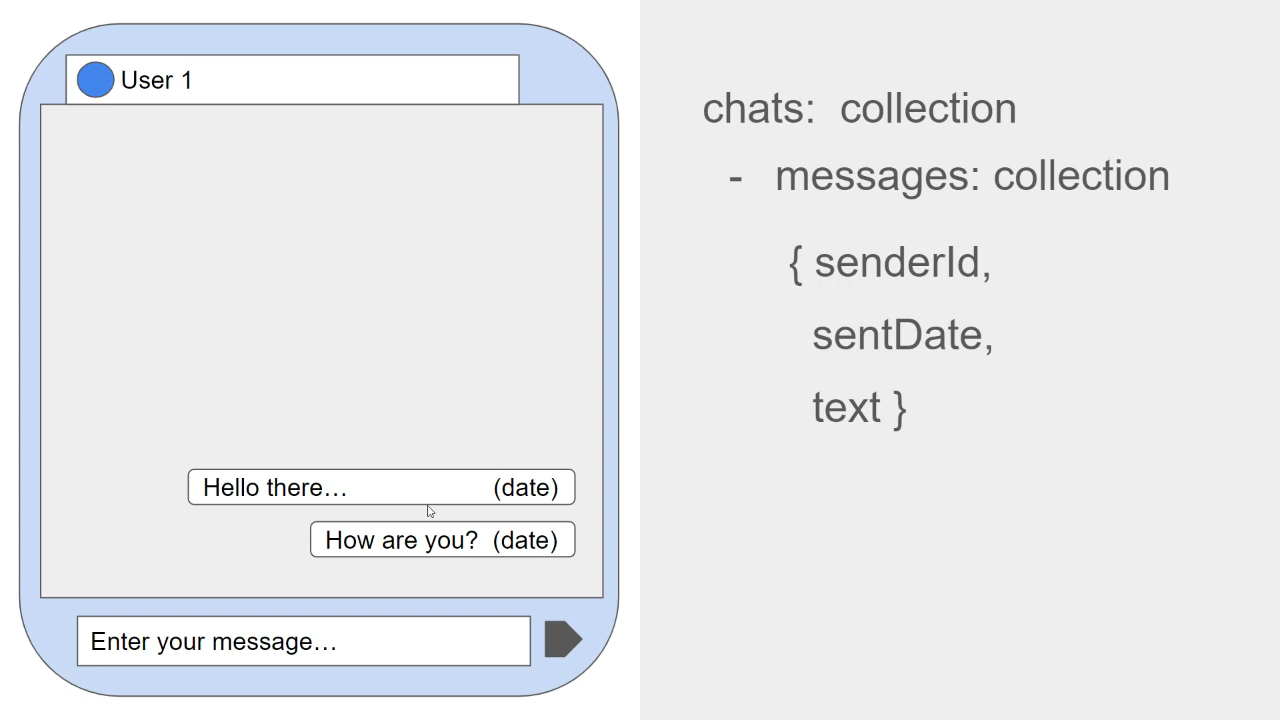 User 1
Hello there… (date)
How are you? (date)
Enter your message…
chats: collection
- messages: collection
{ senderId,
sentDate,
text }